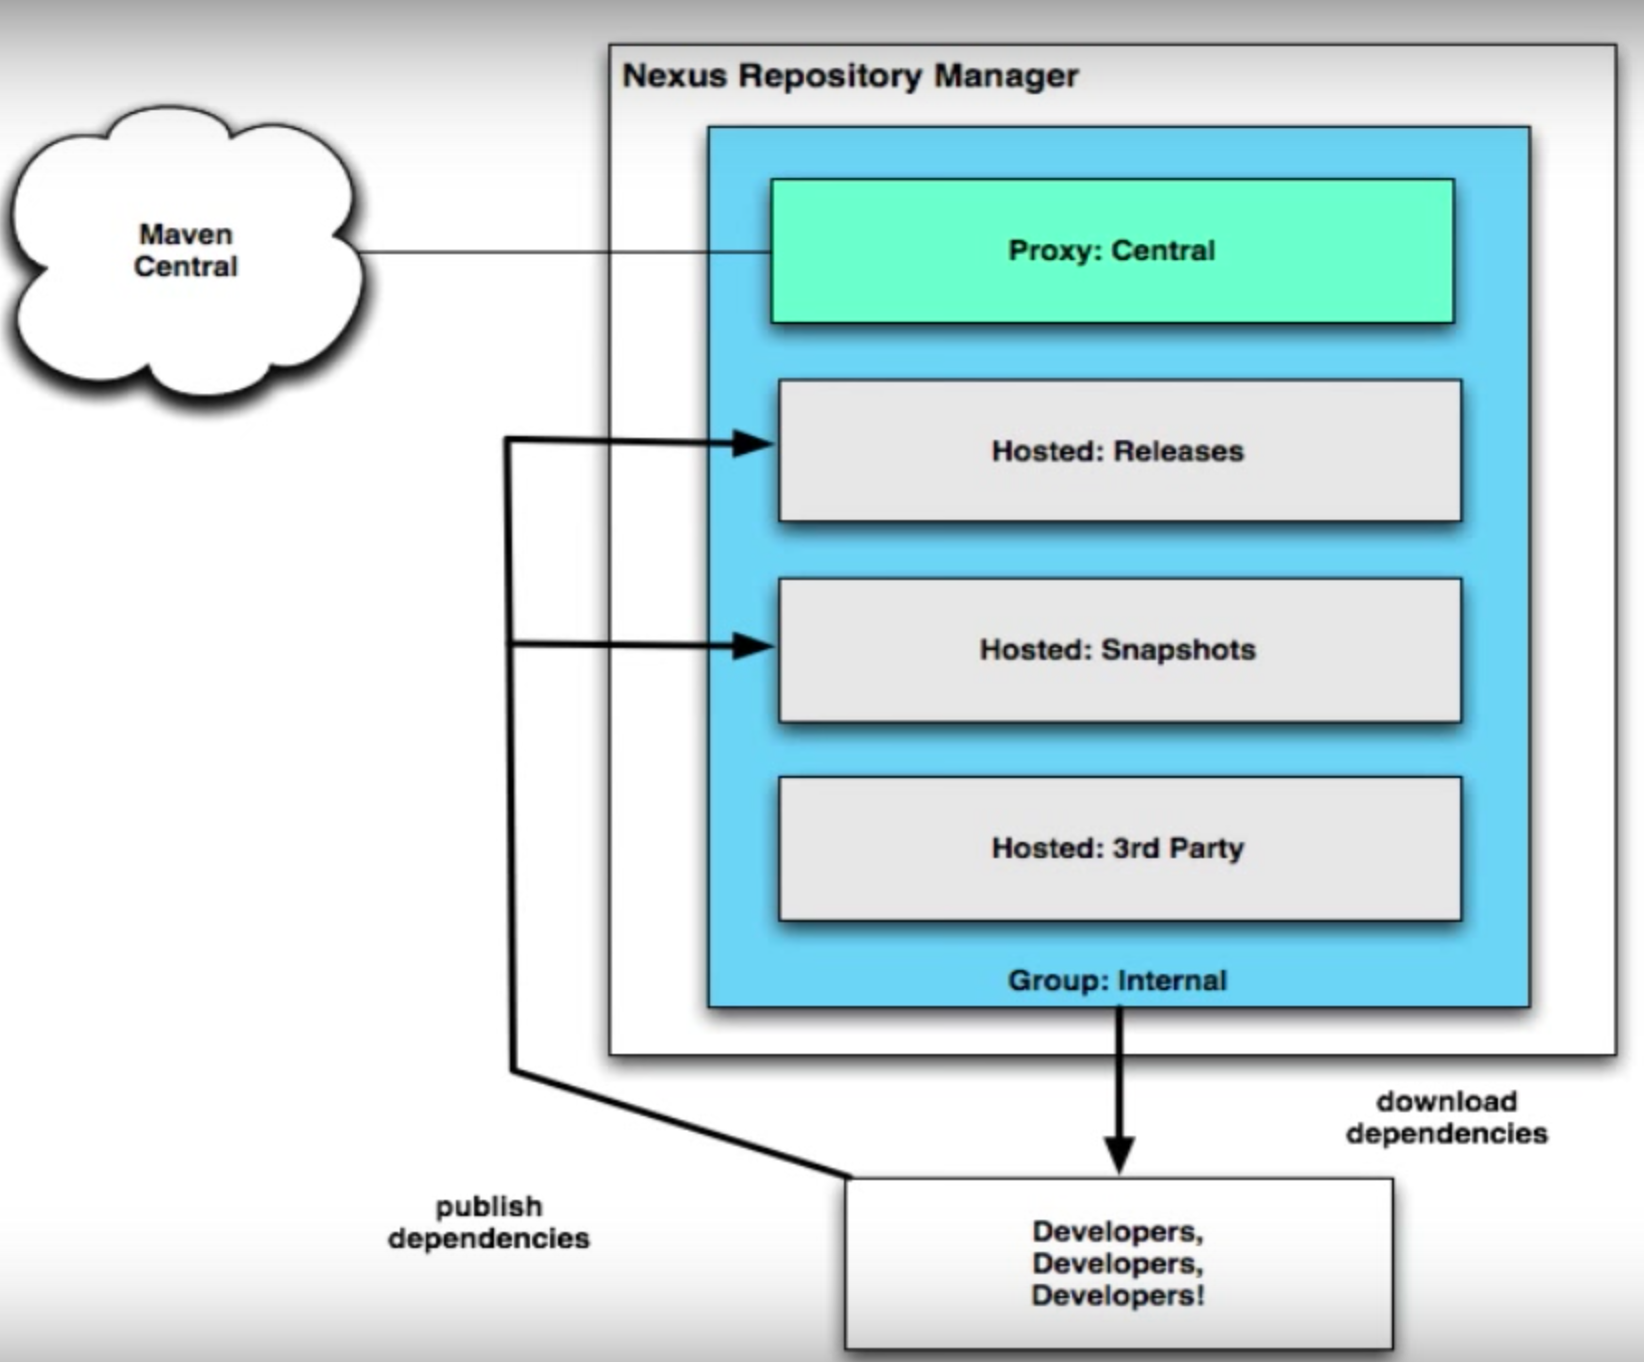 Nexus Repository Manager
Maven
Central
Proxy: Central
Hosted: Releases
Hosted: Snapshots
Hosted: 3rd Party
Group: Internal
download
dependencies
publish
dependencies
Developers,
Developers,
Developers!